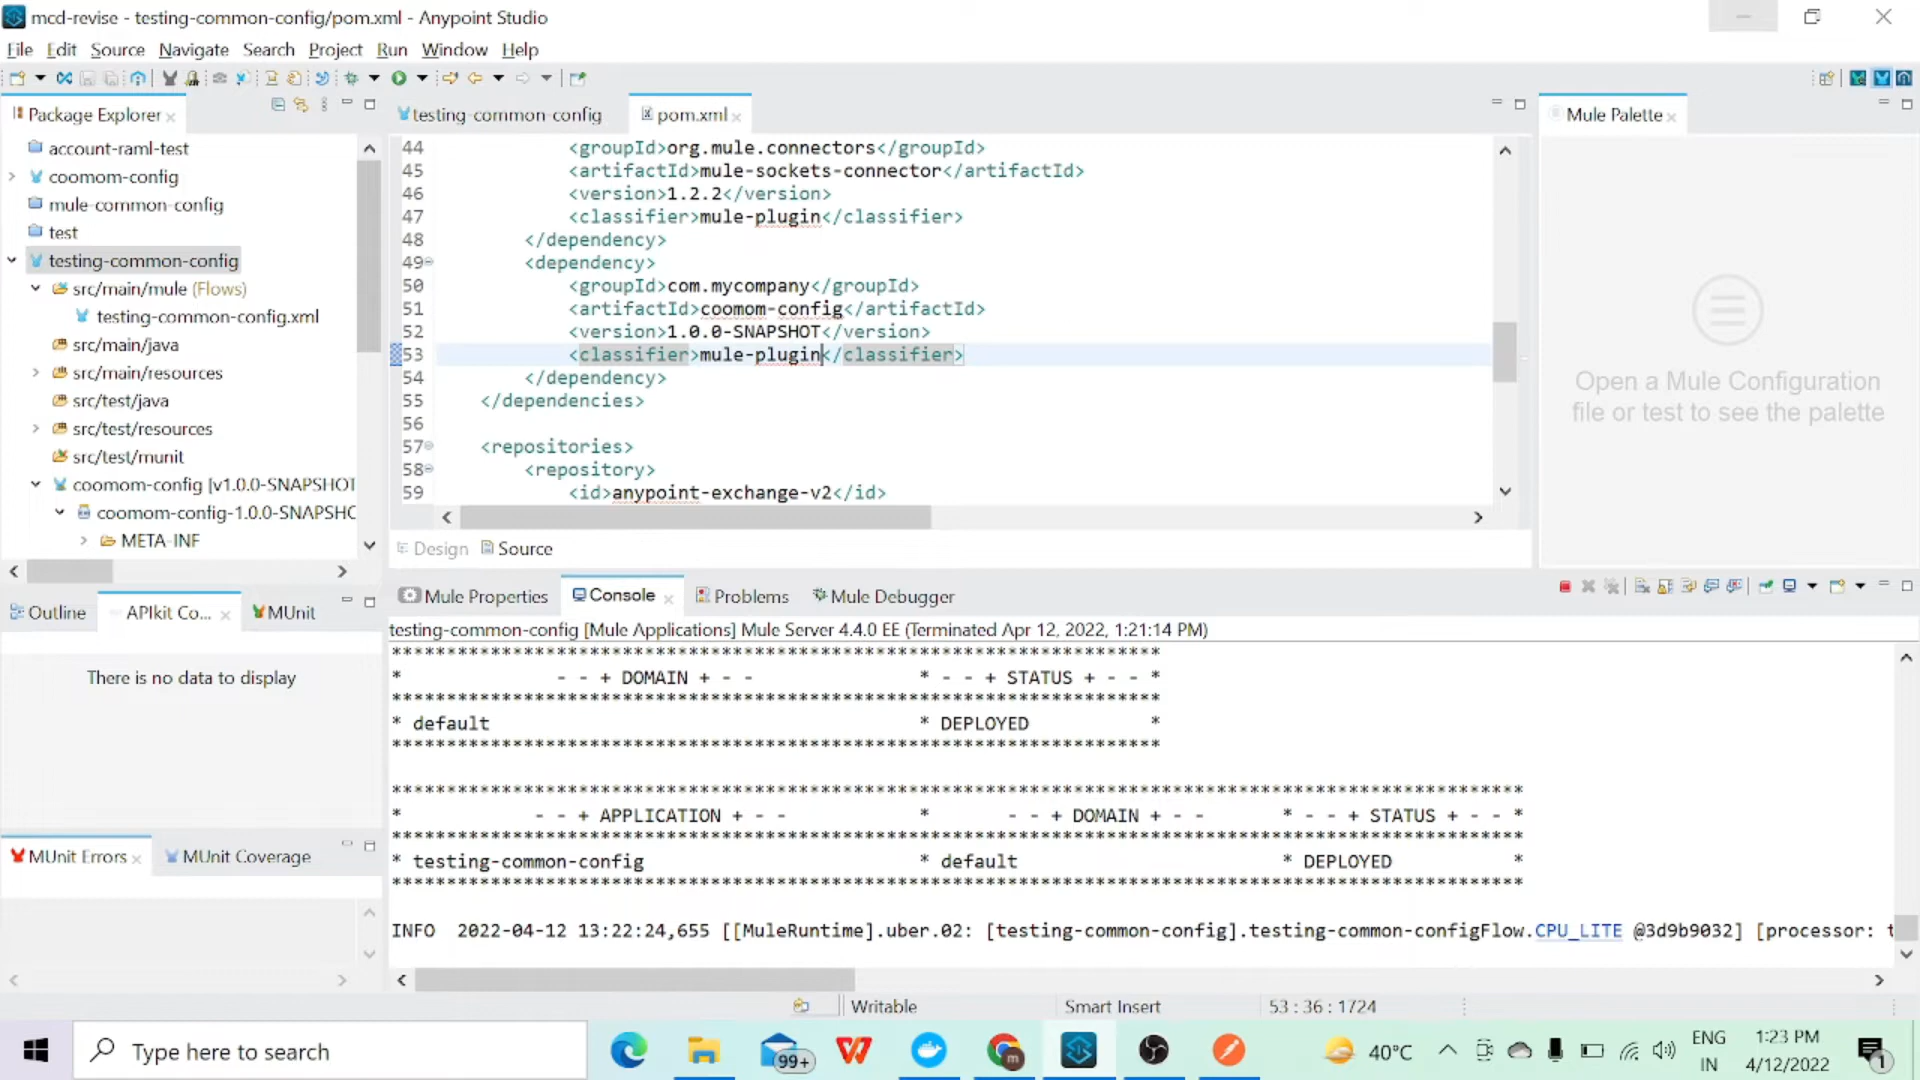 mcd-revise - testing-common-config/pom.xml - Anypoint Studio
File Edit Source Navigate Search Project Run Window Help
Package Explorer
account-raml-test
coomom-config
mule-common-config
test
testing-common-config
src/main/mule (Flows)
testing-common-config.xml
src/main/java
src/main/resources
src/test/java
src/test/resources
src/test/munit
coomom-config [v1.0.0-SNAPSHOT
coomom-config-1.0.0-SNAPSHC
META-INF
testing-common-config
pom.xml
44 <groupId>org.mule.connectors</groupId>
45 <artifactId>mule-sockets-connector</artifactId>
46 <version>1.2.2</version>
47 <classifier>mule-plugin</classifier>
48 </dependency>
49 <dependency>
50 <groupId>com.mycompany</groupId>
51 <artifactId>coomom-config</artifactId>
52 <version>1.0.0-SNAPSHOT</version>
53 <classifier>mule-plugin</classifier>
54 </dependency>
55 </dependencies>
56
57 <repositories>
58 <repository>
59 <id>anypoint-exchange-v2</id>
Design Source
Mule Palette
Open a Mule Configuration
file or test to see the palette
Outline APIkit Co... MUnit
There is no data to display
MUnit Errors MUnit Coverage
Mule Properties Console Problems Mule Debugger
testing-common-config [Mule Applications] Mule Server 4.4.0 EE (Terminated Apr 12, 2022, 1:21:14 PM)
**********************************************************************
* - - + DOMAIN + - - * - - + STATUS + - - *
**********************************************************************
* default * DEPLOYED *
**********************************************************************
*******************************************************************************************************
* - - + APPLICATION + - - * - - + DOMAIN + - - * - - + STATUS + - - *
*******************************************************************************************************
* testing-common-config * default * DEPLOYED *
*******************************************************************************************************
INFO 2022-04-12 13:22:24,655 [[MuleRuntime].uber.02: [testing-common-config].testing-common-configFlow.CPU_LITE @3d9b9032] [processor: t
Writable Smart Insert 53 : 36 : 1724
Type here to search
99+
40°C
ENG
IN
1:23 PM
4/12/2022
1